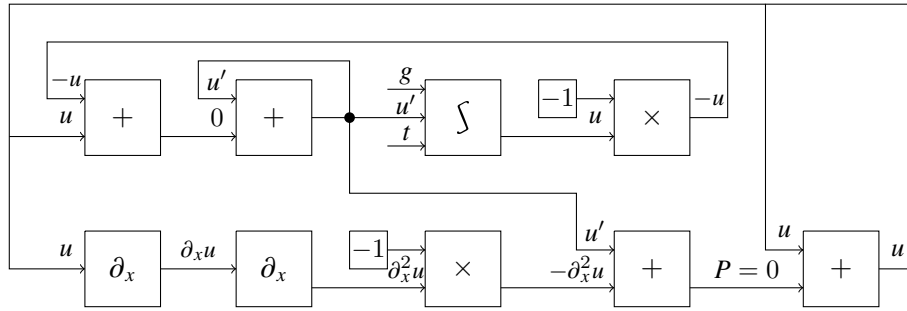 -u u' g -1 -u
u + 0 + u' ∫ u ×
t
u ∂ₓ ∂ₓu ∂ₓ -1 ∂ₓ²u × -∂ₓ²u u' + P = 0 u + u